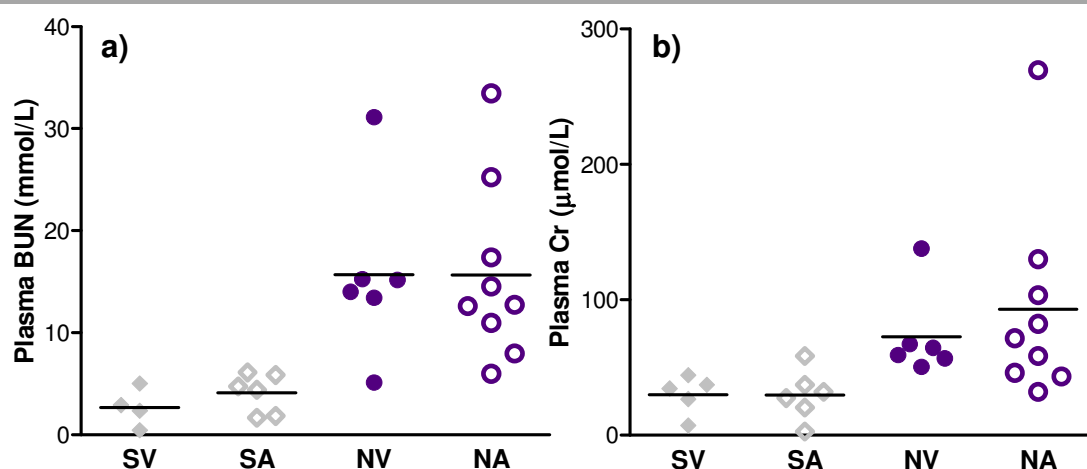 a)
Plasma BUN (mmol/L)
40
30
20
10
0
SV SA NV NA
b)
Plasma Cr (μmol/L)
300
200
100
0
SV SA NV NA